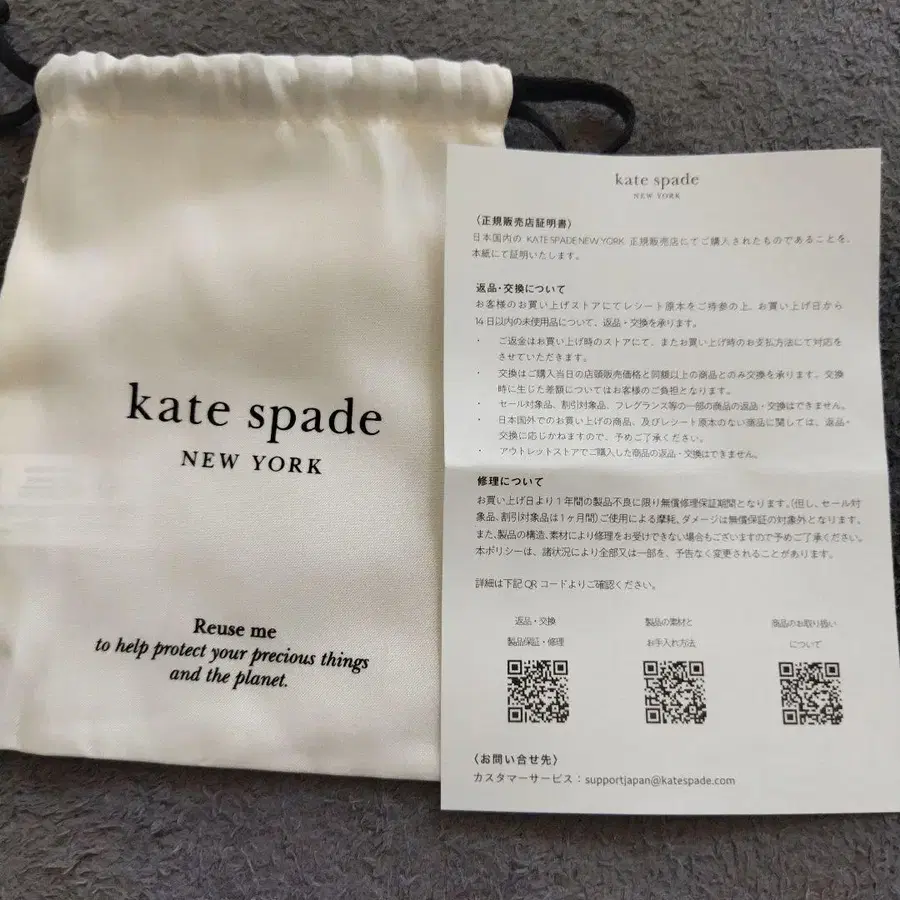 kate spade
NEW YORK
Reuse me
to help protect your precious things
and the planet.
kate spade
NEW YORK
〈正規販売店証明書〉
日本国内の KATE SPADE NEW YORK 正規販売店にてご購入されたものであることを、
本紙にて証明いたします。
返品・交換について
お客様のお買い上げストアにてレシート原本をご持参の上、お買い上げ日から
14日以内の未使用品について、返品・交換を承ります。
・ ご返金はお買い上げ時のストアにて、またお買い上げ時のお支払方法にて対応を
させていただきます。
・ 交換はご購入当日の店頭販売価格と同額以上の商品とのみ交換を承ります。交換
時に生じた差額についてはお客様のご負担となります。
・ セール対象品、割引対象品、フレグランス等の一部の商品の返品・交換はできません。
・ 日本国外でのお買い上げの商品、及びレシート原本のない商品に関しては、返品・
交換に応じかねますので、予めご了承ください。
・ アウトレットストアでご購入した商品の返品・交換はできません。
修理について
お買い上げ日より1年間の製品不良に限り無償修理保証期間となります。(但し、セール対
象品、割引対象品は1ヶ月間)ご使用による摩耗、ダメージは無償保証の対象外となります。
また、製品の構造、素材により修理をお受けできない場合もございますので予めご了承ください。
本ポリシーは、諸状況により全部又は一部を、予告なく変更されることがあります。
詳細は下記QRコードよりご確認ください。
返品・交換
製品保証・修理
製品の素材と
お手入れ方法
商品のお取り扱い
について
〈お問い合せ先〉
カスタマーサービス：supportjapan@katespade.com